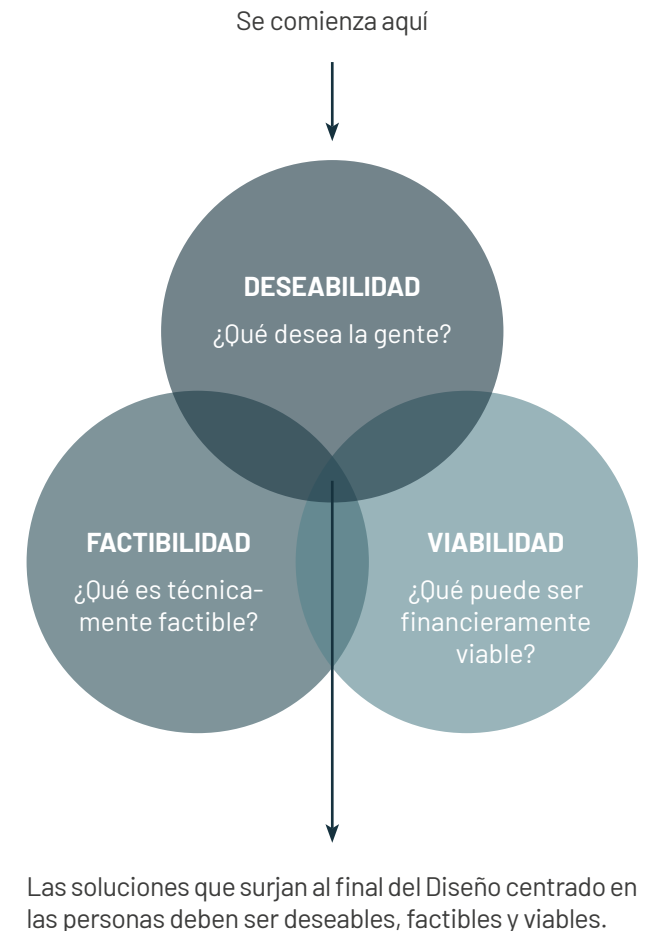 Se comienza aquí
DESEABILIDAD
¿Qué desea la gente?
FACTIBILIDAD
¿Qué es técnica-
mente factible?
VIABILIDAD
¿Qué puede ser
financieramente
viable?
Las soluciones que surjan al final del Diseño centrado en
las personas deben ser deseables, factibles y viables.